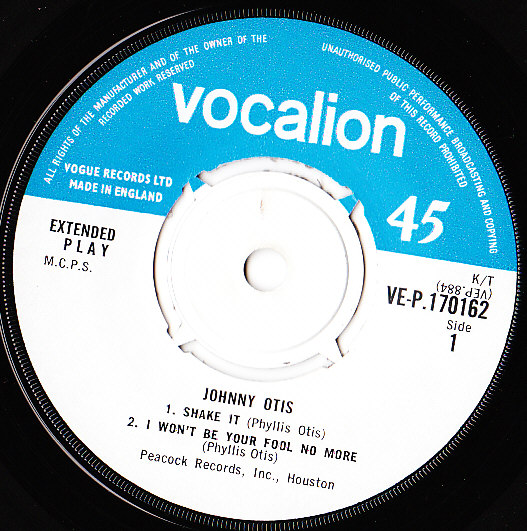 ALL RIGHTS OF THE MANUFACTURER AND OF THE OWNER OF THE
RECORDED WORK RESERVED
UNAUTHORISED PUBLIC PERFORMANCE BROADCASTING AND COPYING
OF THIS RECORD PROHIBITED
vocalion
VOGUE RECORDS LTD
MADE IN ENGLAND
45
EXTENDED
PLAY
M.C.P.S.
K/T
(VEP.884)
VE-P.170162
Side
1
JOHNNY OTIS
1. SHAKE IT (Phyllis Otis)
2. I WON'T BE YOUR FOOL NO MORE
(Phyllis Otis)
Peacock Records, Inc., Houston